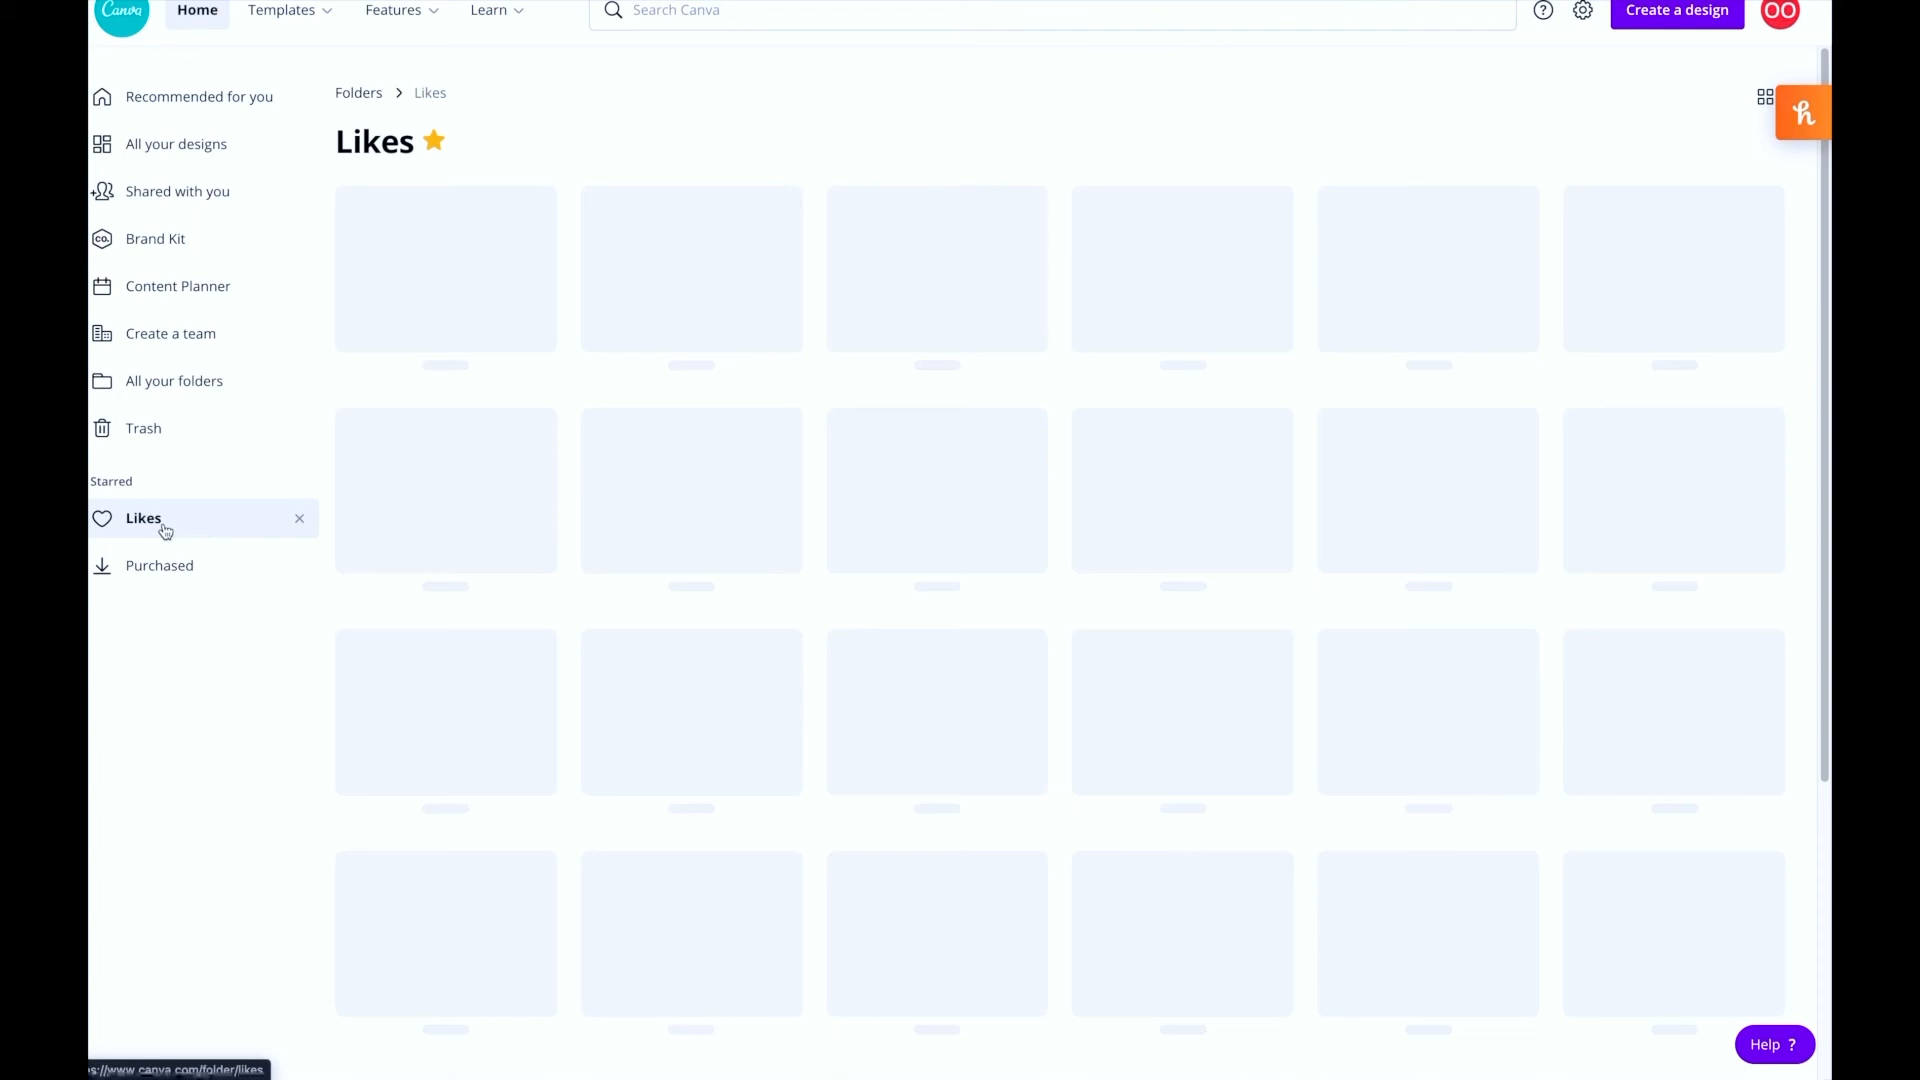 Canva
Home
Templates
Features
Learn
Search Canva
?
Create a design
OO
Recommended for you
All your designs
Shared with you
CO.
Brand Kit
Content Planner
Create a team
All your folders
Trash
Starred
Likes
Purchased
Folders > Likes
Likes
h
Help ?
s://www.canva.com/folder/likes